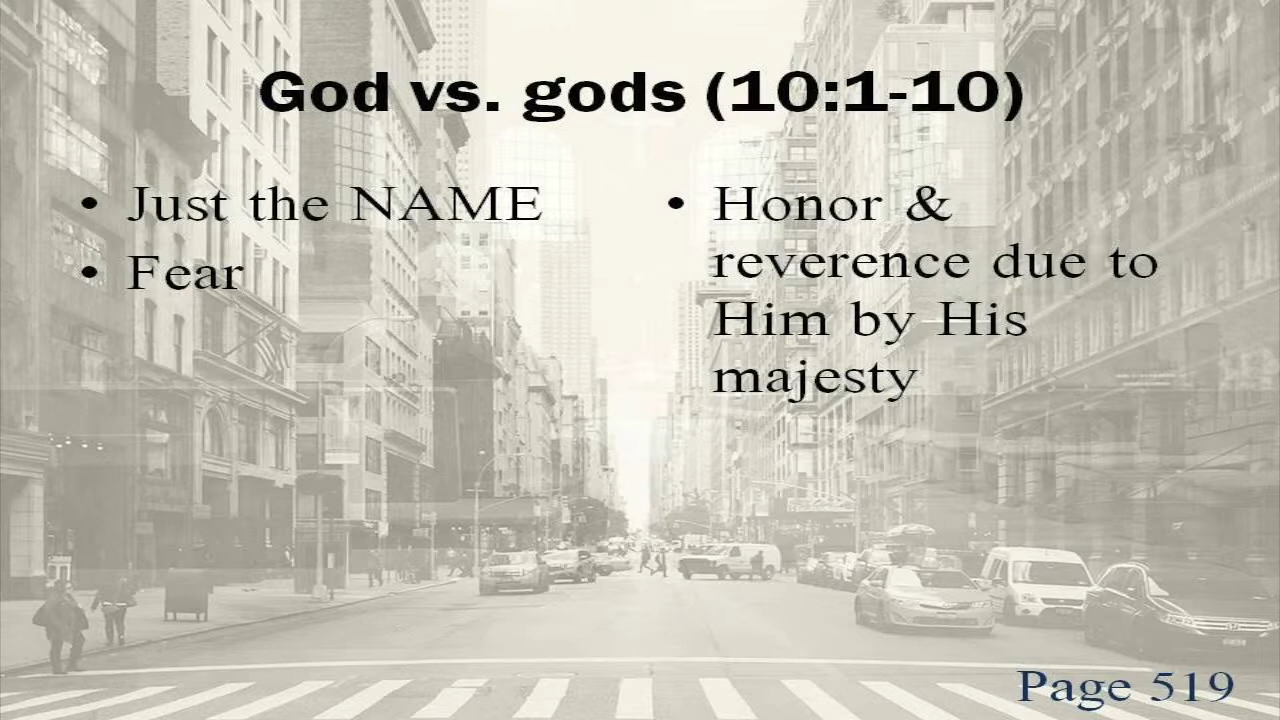 God vs. gods (10:1-10)
• Just the NAME
• Fear
• Honor &
reverence due to
Him by His
majesty
Page 519